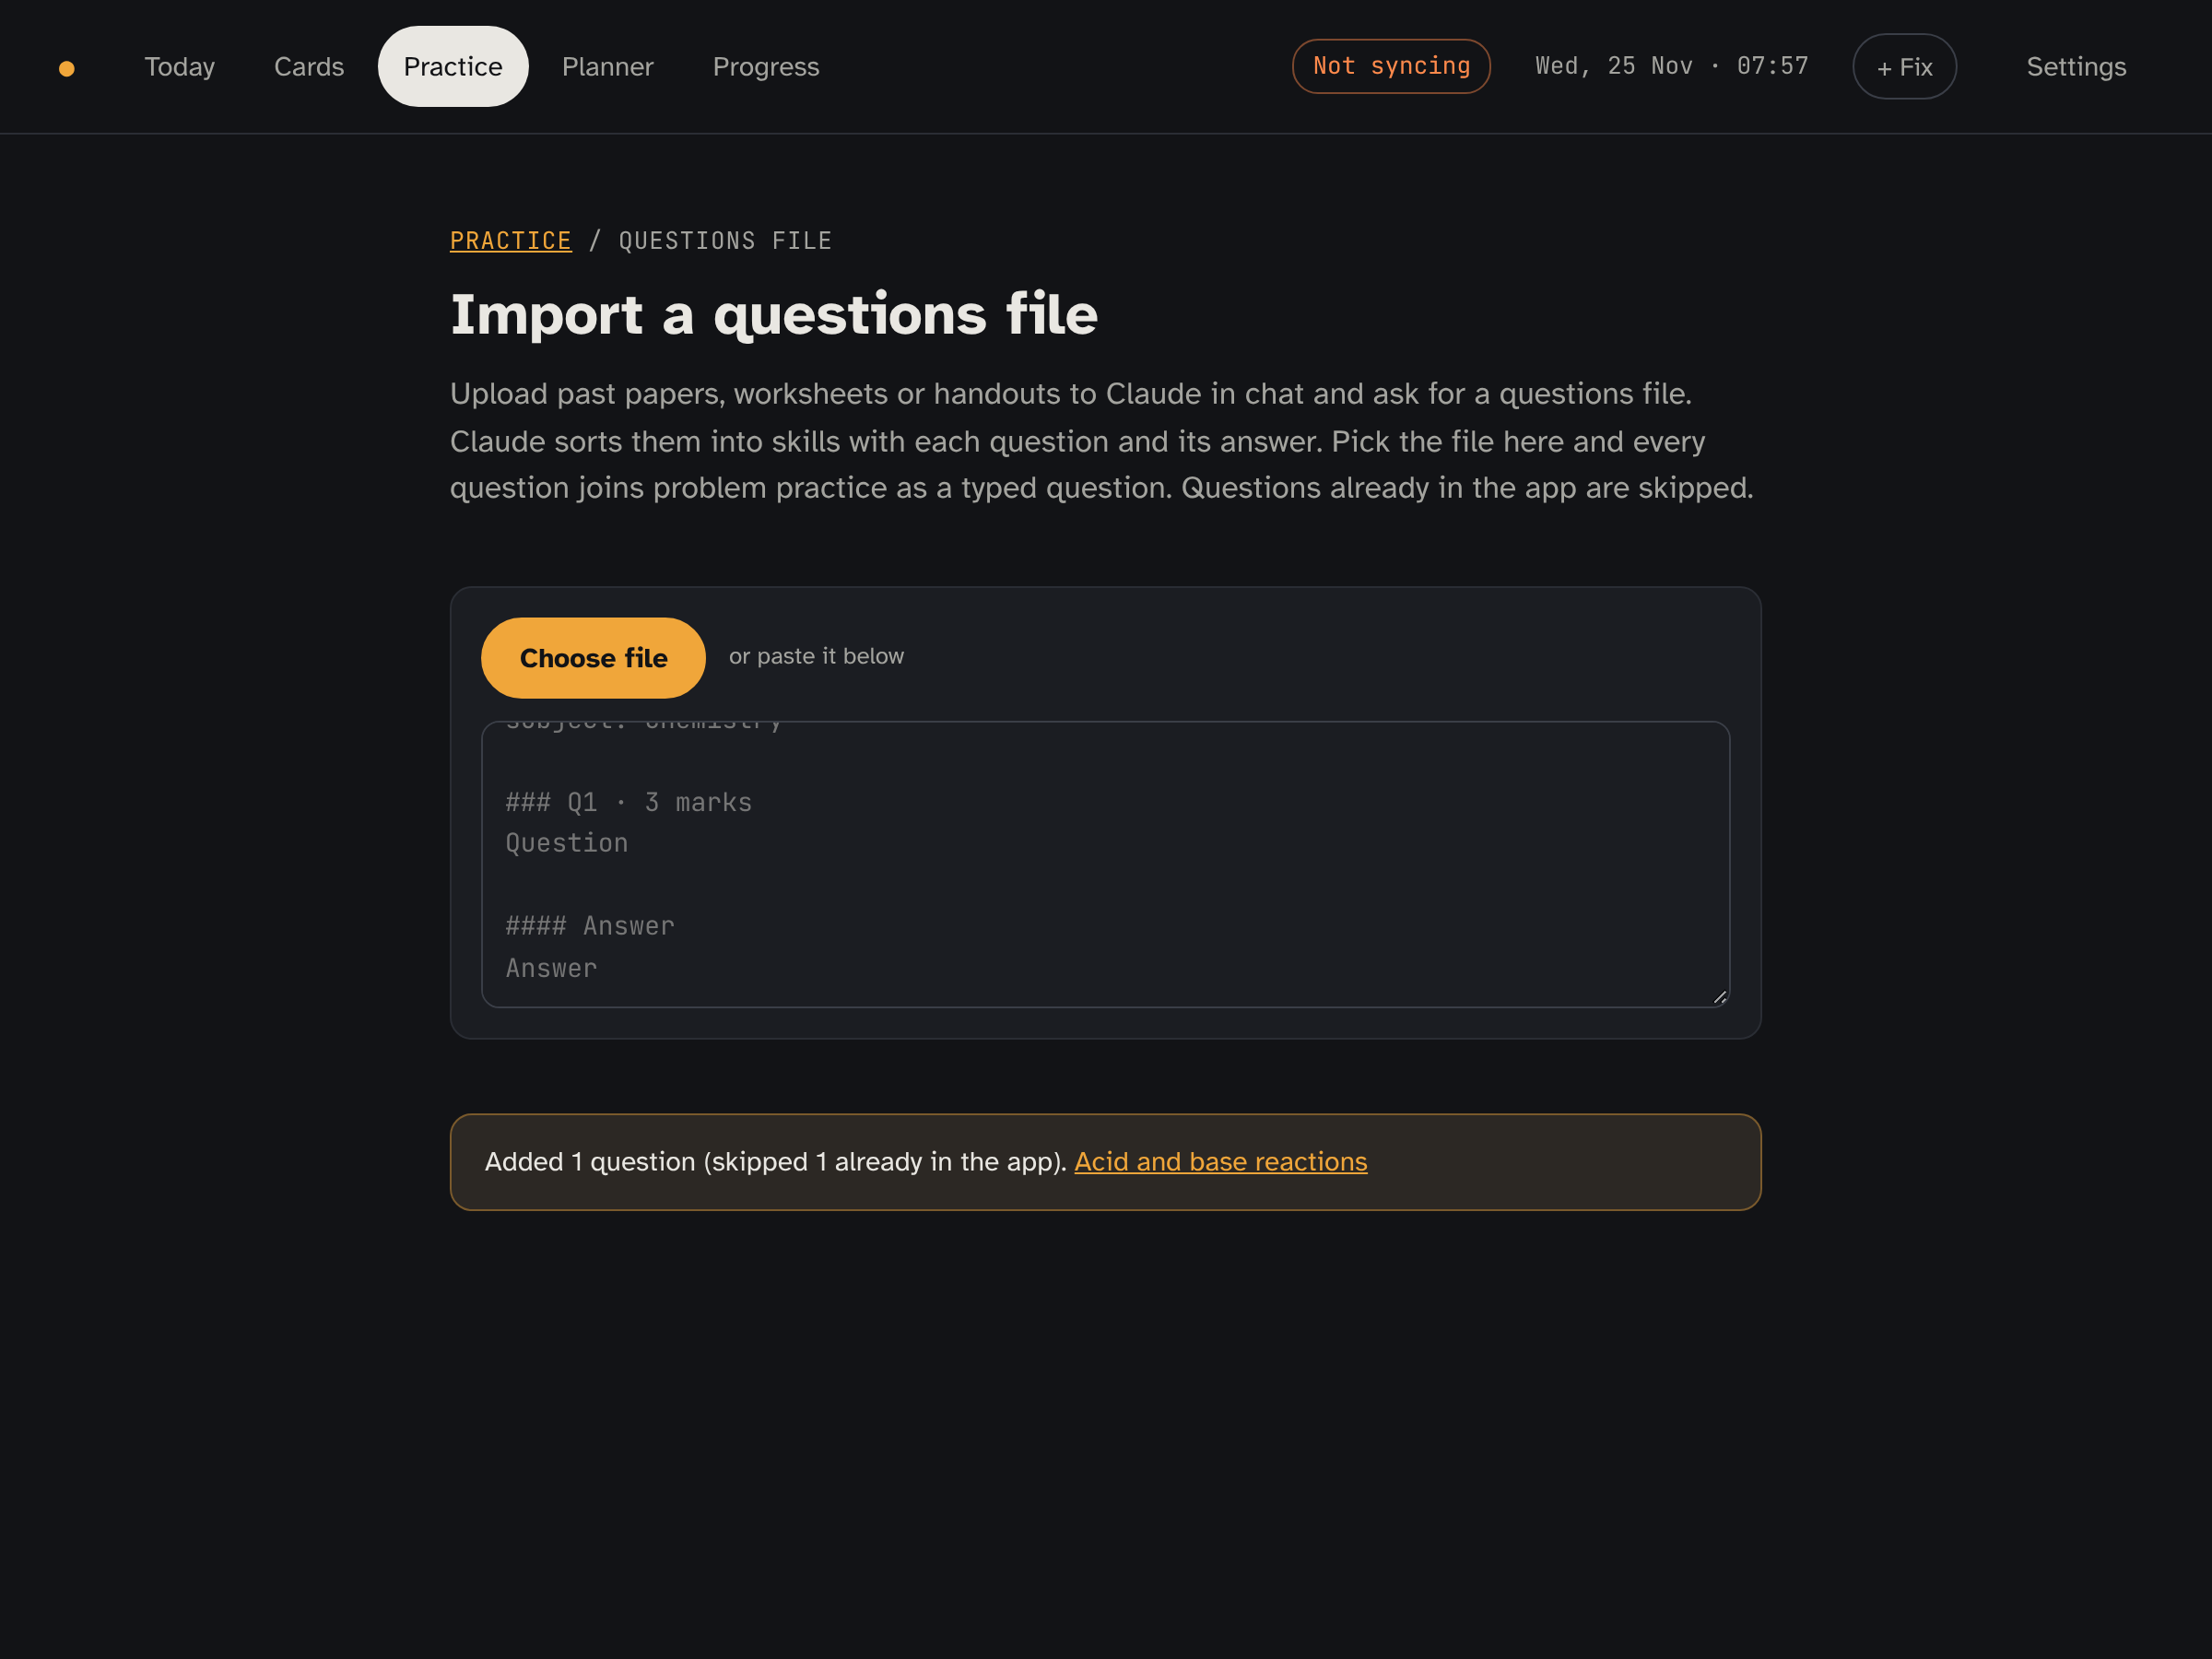 Today Cards Practice Planner Progress Not syncing Wed, 25 Nov · 07:57 + Fix Settings
PRACTICE / QUESTIONS FILE
Import a questions file
Upload past papers, worksheets or handouts to Claude in chat and ask for a questions file.
Claude sorts them into skills with each question and its answer. Pick the file here and every
question joins problem practice as a typed question. Questions already in the app are skipped.
Choose file or paste it below
subject: Chemistry
### Q1 · 3 marks
Question
#### Answer
Answer
Added 1 question (skipped 1 already in the app). Acid and base reactions